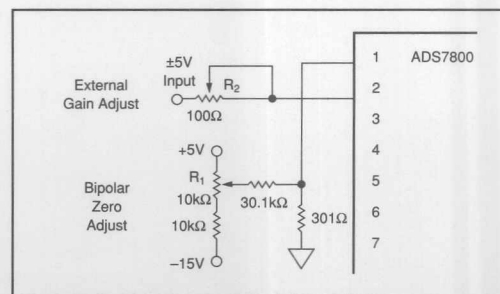 1 ADS7800
±5V
Input
External
Gain Adjust
R2
100Ω
2
3
+5V
4
Bipolar
Zero
Adjust
R1
10kΩ
30.1kΩ
5
10kΩ
301Ω
6
7
–15V